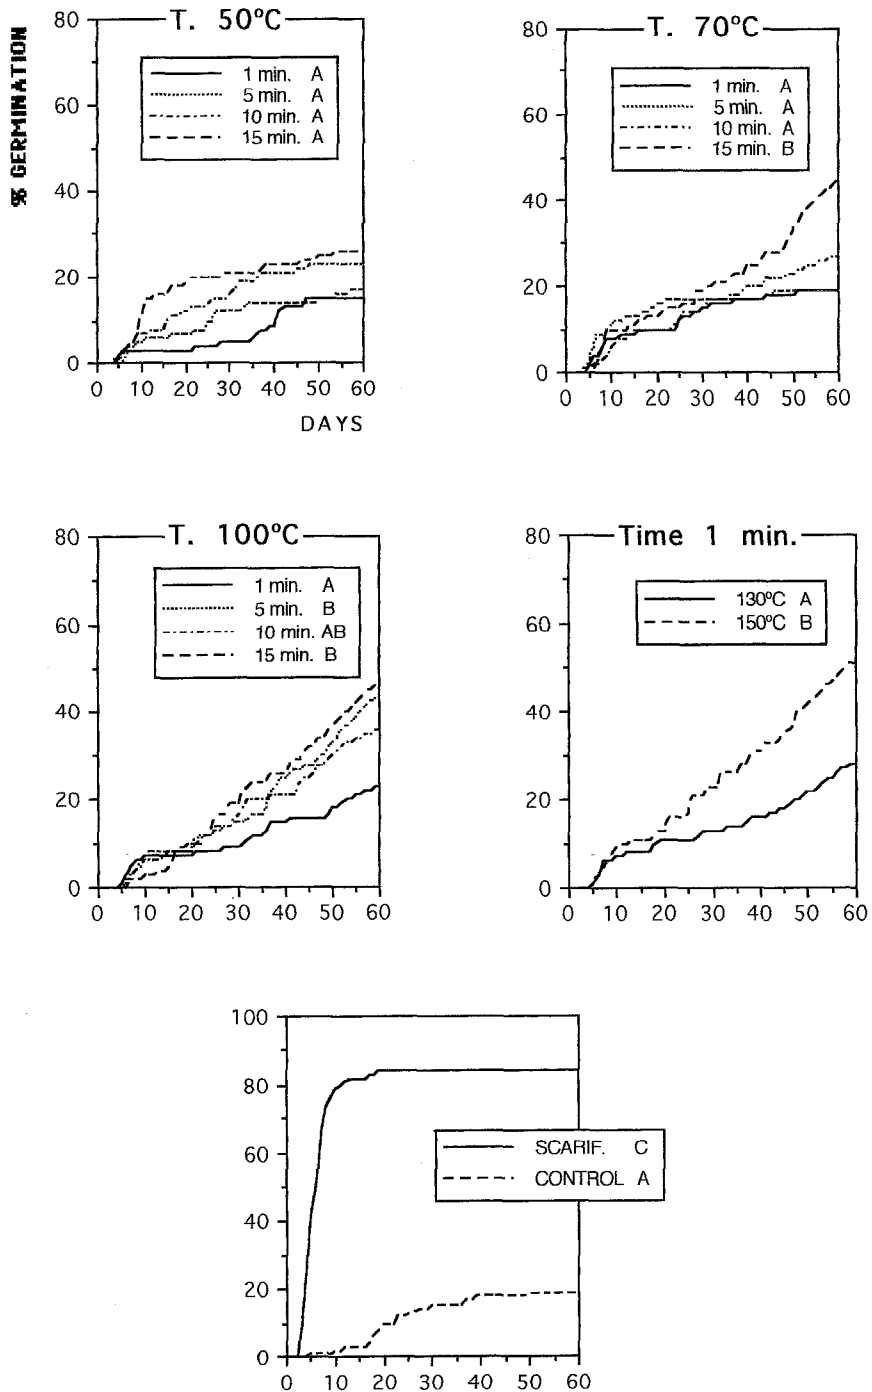 % GERMINATION
T. 50ºC
80
60
40
20
0
1 min. A
5 min. A
10 min. A
15 min. A
0 10 20 30 40 50 60
DAYS
T. 70ºC
80
60
40
20
0
1 min. A
5 min. A
10 min. A
15 min. B
0 10 20 30 40 50 60
T. 100ºC
80
60
40
20
0
1 min. A
5 min. B
10 min. AB
15 min. B
0 10 20 30 40 50 60
Time 1 min.
80
60
40
20
0
130ºC A
150ºC B
0 10 20 30 40 50 60
100
80
60
40
20
0
SCARIF. C
CONTROL A
0 10 20 30 40 50 60